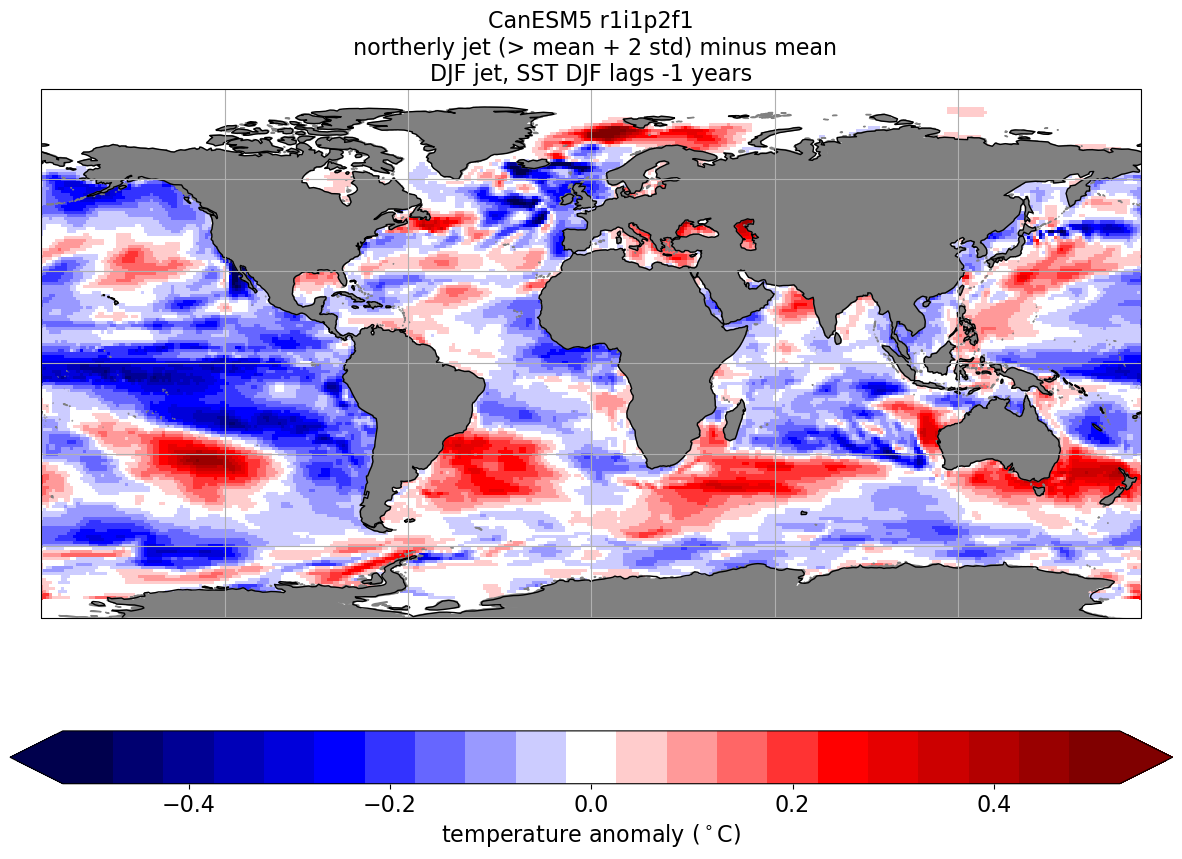 CanESM5 r1i1p2f1
northerly jet (> mean + 2 std) minus mean
DJF jet, SST DJF lags -1 years
−0.4 −0.2 0.0 0.2 0.4
temperature anomaly (°C)